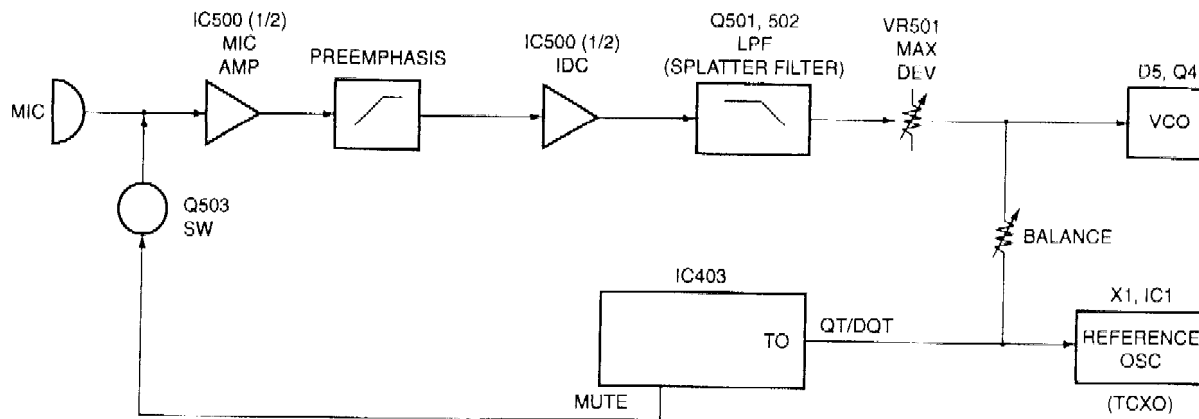 IC500 (1/2)
MIC
AMP
PREEMPHASIS
IC500 (1/2)
IDC
Q501, 502
LPF
(SPLATTER FILTER)
VR501
MAX
DEV
D5, Q4
MIC
VCO
Q503
SW
BALANCE
IC403
TO
QT/DQT
MUTE
X1, IC1
REFERENCE
OSC
(TCXO)